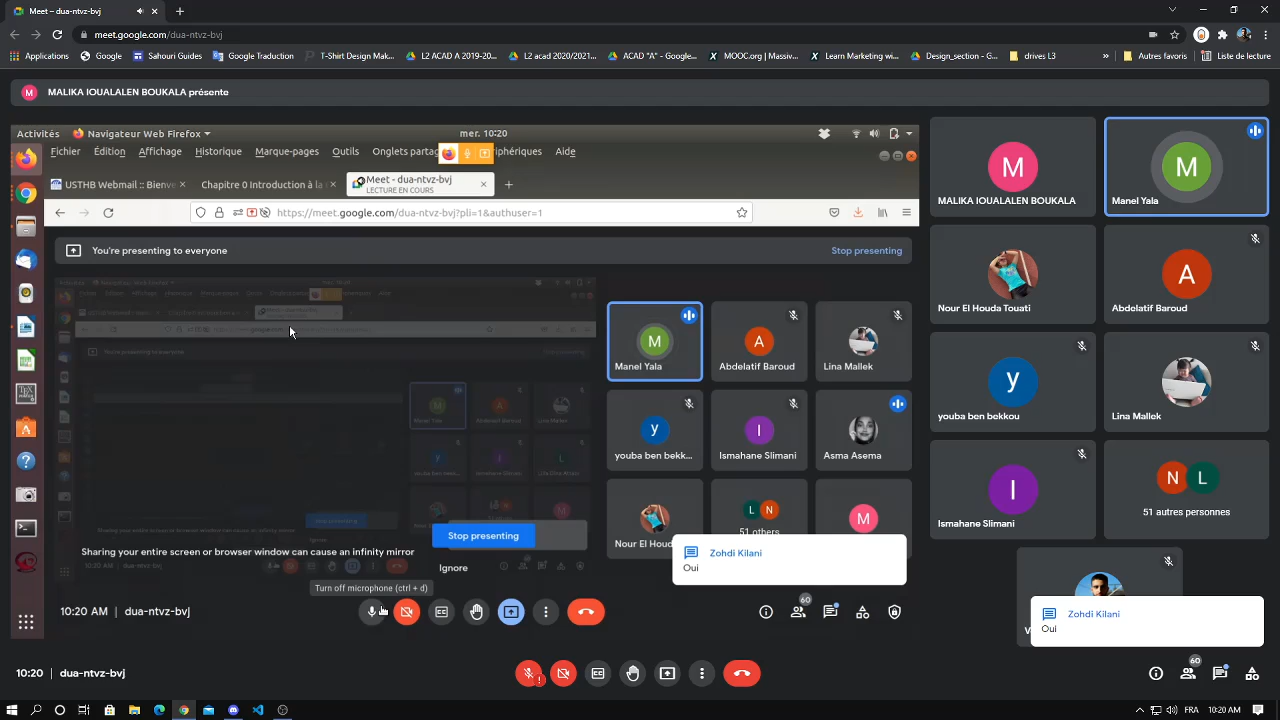 Meet – dua-ntvz-bvj
meet.google.com/dua-ntvz-bvj
Applications
Google
Sahouri Guides
Google Traduction
T-Shirt Design Mak...
L2 ACAD A 2019-20...
L2 acad 2020/2021...
ACAD "A" - Google...
MOOC.org | Massiv...
Learn Marketing wi...
Design_section - G...
drives L3
»
Autres favoris
Liste de lecture
M
MALIKA IOUALALEN BOUKALA présente
Activités
Navigateur Web Firefox
mer. 10:20
Fichier
Édition
Affichage
Historique
Marque-pages
Outils
Onglets partag
riphériques
Aide
USTHB Webmail :: Bienve
Chapitre 0 Introduction à la
Meet - dua-ntvz-bvj
LECTURE EN COURS
https://meet.google.com/dua-ntvz-bvj?pli=1&authuser=1
You're presenting to everyone
Stop presenting
M
Manel Yala
A
Abdelatif Baroud
Lina Mallek
y
youba ben bekk...
I
Ismahane Slimani
Asma Asema
Nour El Houd
L
N
51 others
M
Sharing your entire screen or browser window can cause an infinity mirror
Stop presenting
Ignore
Turn off microphone (ctrl + d)
Zohdi Kilani
Oui
10:20 AM | dua-ntvz-bvj
60
M
MALIKA IOUALALEN BOUKALA
M
Manel Yala
Nour El Houda Touati
A
Abdelatif Baroud
y
youba ben bekkou
Lina Mallek
I
Ismahane Slimani
N
L
51 autres personnes
Zohdi Kilani
Oui
10:20 | dua-ntvz-bvj
60
FR
10:20 AM